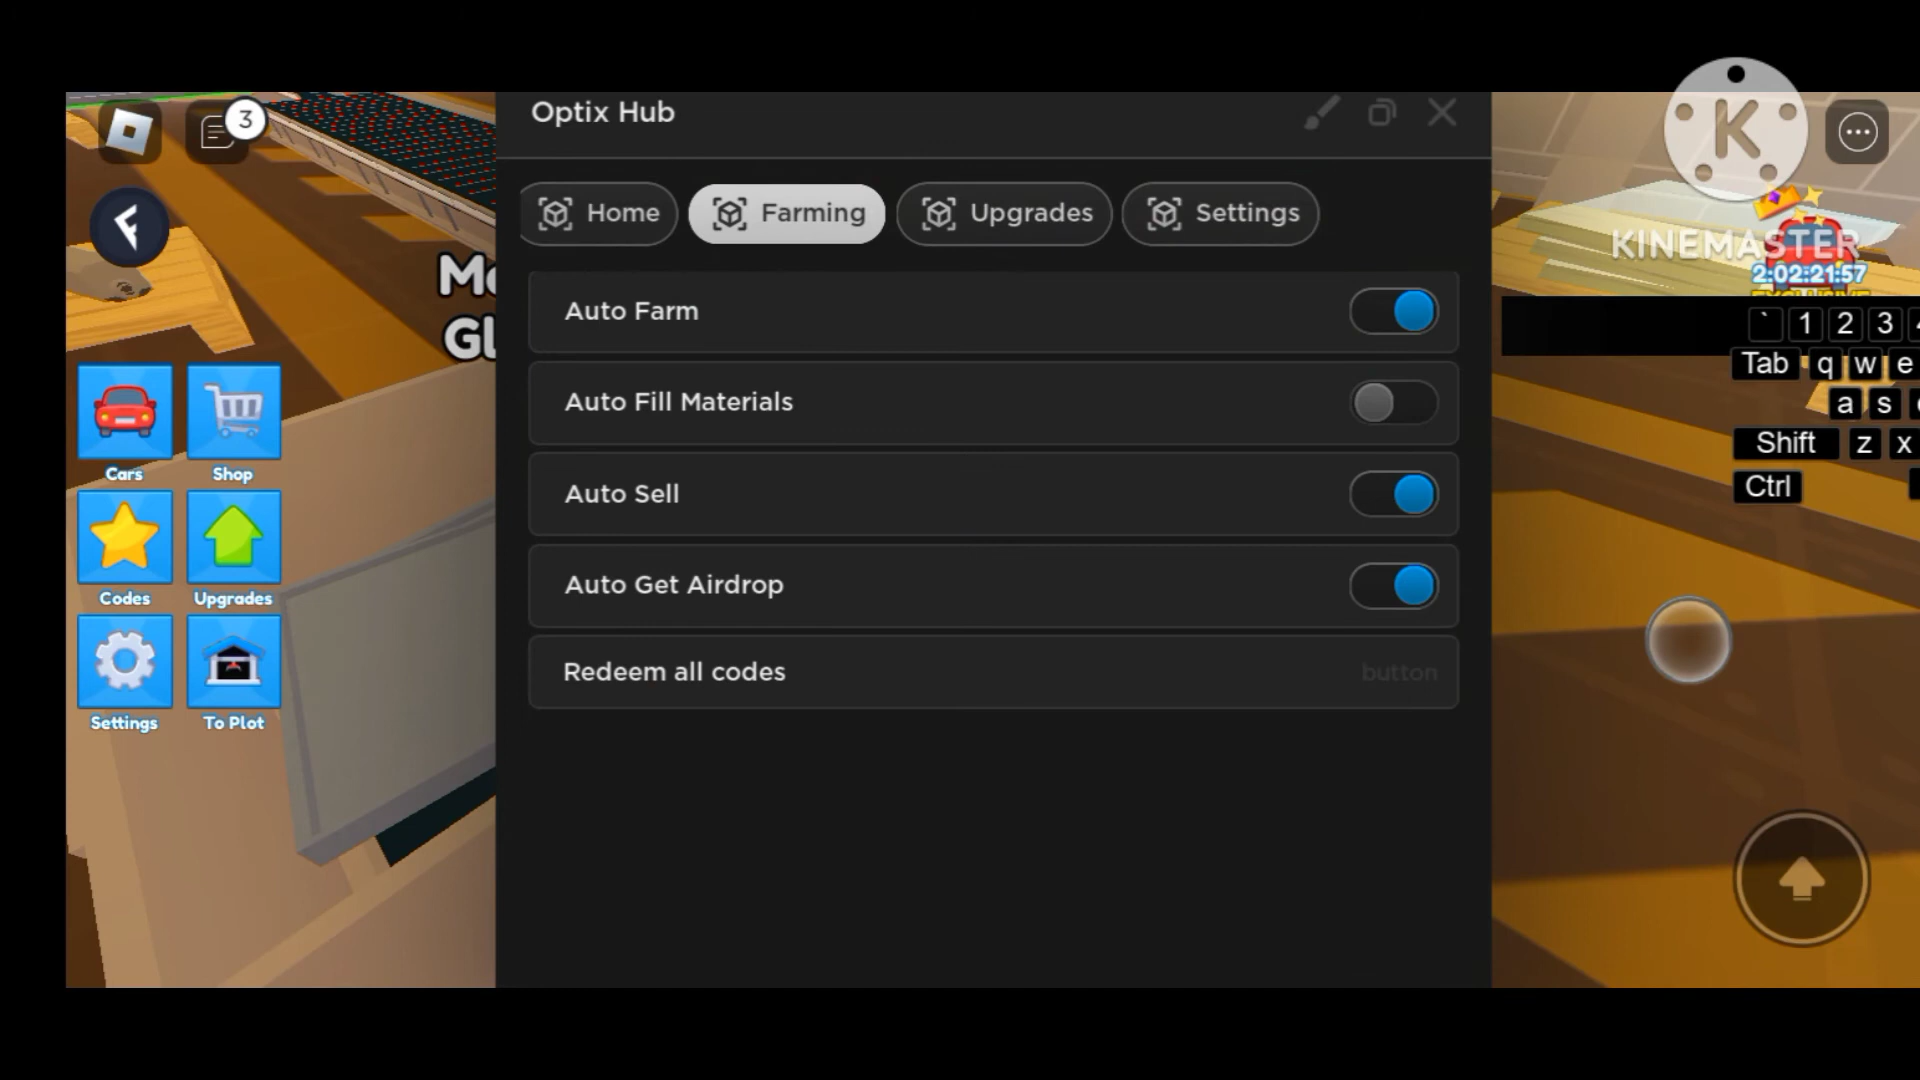 Optix Hub
3
K
KINEMASTER
2:02:21:57
EXCLUSIVE
Home
Farming
Upgrades
Settings
Auto Farm
Auto Fill Materials
Auto Sell
Auto Get Airdrop
Redeem all codes
button
Cars
Shop
Codes
Upgrades
Settings
To Plot
` 1 2 3
Tab q w e
a s
Shift z x
Ctrl